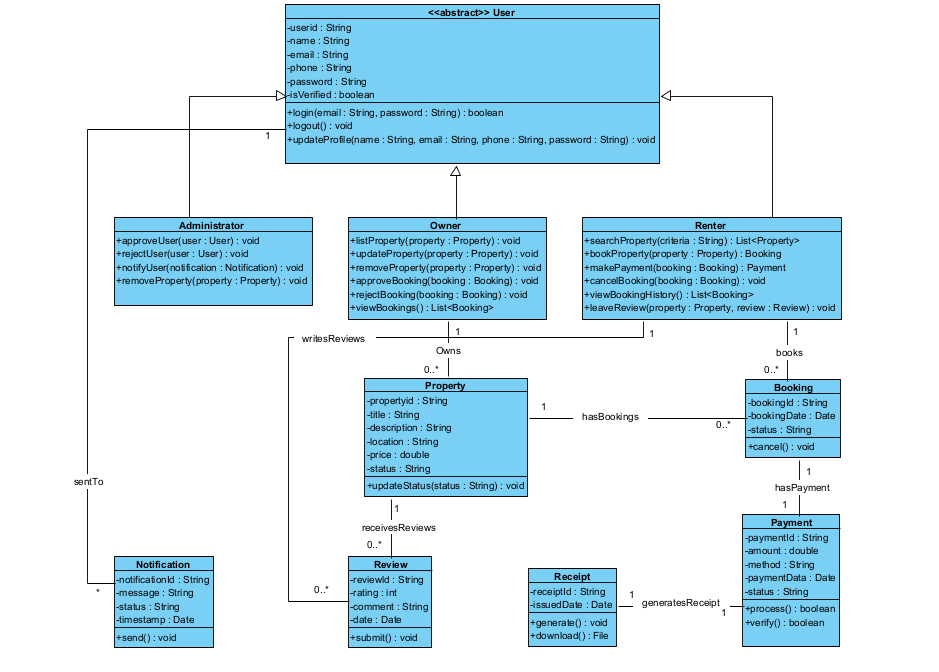 <<abstract>> User
-userid : String
-name : String
-email : String
-phone : String
-password : String
-isVerified : boolean
+login(email : String, password : String) : boolean
+logout() : void
+updateProfile(name : String, email : String, phone : String, password : String) : void
1
Administrator
+approveUser(user : User) : void
+rejectUser(user : User) : void
+notifyUser(notification : Notification) : void
+removeProperty(property : Property) : void
Owner
+listProperty(property : Property) : void
+updateProperty(property : Property) : void
+removeProperty(property : Property) : void
+approveBooking(booking : Booking) : void
+rejectBooking(booking : Booking) : void
+viewBookings() : List<Booking>
Renter
+searchProperty(criteria : String) : List<Property>
+bookProperty(property : Property) : Booking
+makePayment(booking : Booking) : Payment
+cancelBooking(booking : Booking) : void
+viewBookingHistory() : List<Booking>
+leaveReview(property : Property, review : Review) : void
writesReviews
1
1
1
Owns
books
0..*
0..*
Property
-propertyid : String
-title : String
-description : String
-location : String
-price : double
-status : String
+updateStatus(status : String) : void
1
hasBookings
0..*
Booking
-bookingId : String
-bookingDate : Date
-status : String
+cancel() : void
sentTo
1
hasPayment
1
1
receivesReviews
0..*
Notification
-notificationId : String
-message : String
-status : String
-timestamp : Date
+send() : void
*
0..*
Review
-reviewId : String
-rating : int
-comment : String
-date : Date
+submit() : void
Receipt
-receiptId : String
-issuedDate : Date
+generate() : void
+download() : File
1
generatesReceipt
1
Payment
-paymentId : String
-amount : double
-method : String
-paymentData : Date
-status : String
+process() : boolean
+verify() : boolean